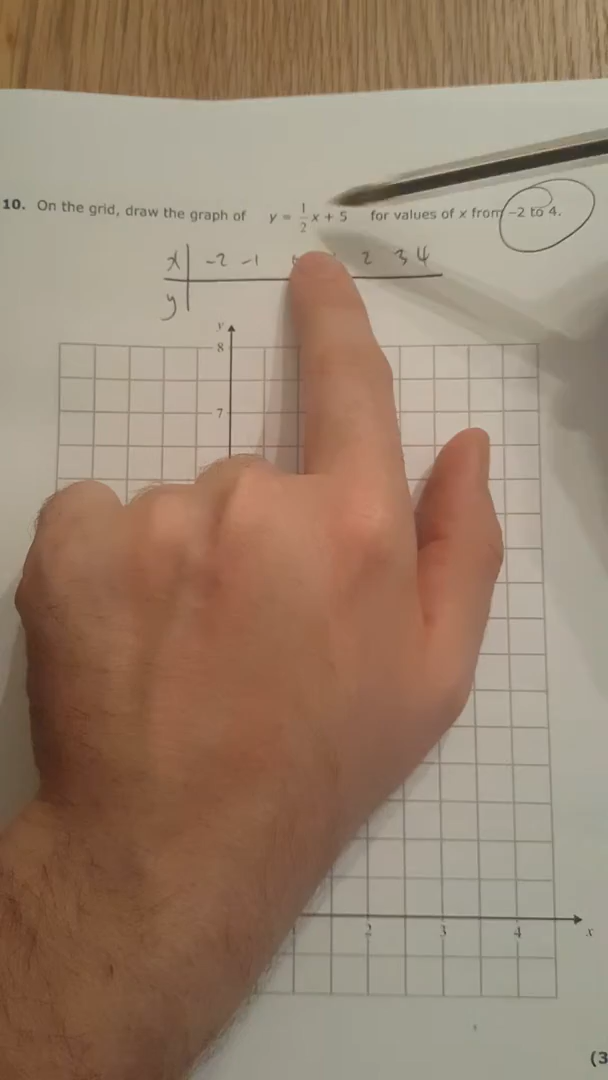 10. On the grid, draw the graph of y = 1/2 x + 5 for values of x from -2 to 4.
x -2 -1 2 3 4
y
y
8
7
2 3 4 x
(3